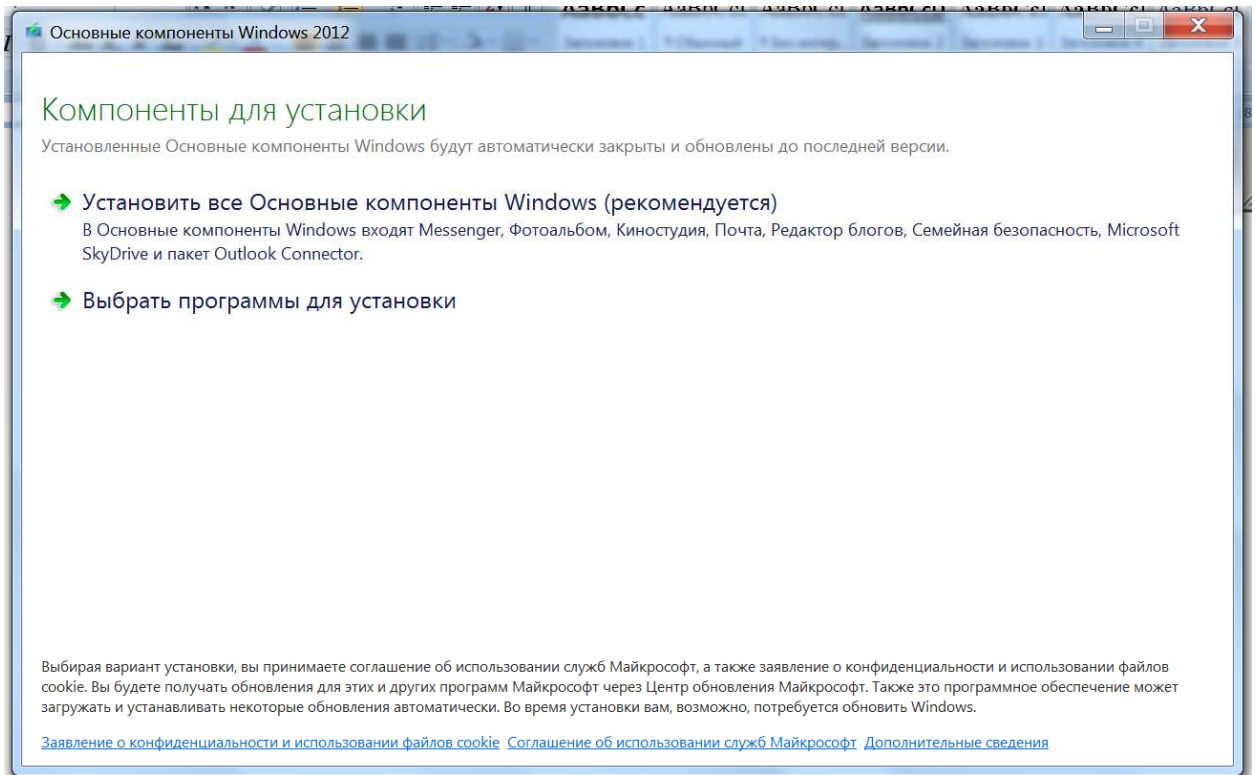 Основные компоненты Windows 2012
Компоненты для установки
Установленные Основные компоненты Windows будут автоматически закрыты и обновлены до последней версии.
Установить все Основные компоненты Windows (рекомендуется)
В Основные компоненты Windows входят Messenger, Фотоальбом, Киностудия, Почта, Редактор блогов, Семейная безопасность, Microsoft
SkyDrive и пакет Outlook Connector.
Выбрать программы для установки
Выбирая вариант установки, вы принимаете соглашение об использовании служб Майкрософт, а также заявление о конфиденциальности и использовании файлов
cookie. Вы будете получать обновления для этих и других программ Майкрософт через Центр обновления Майкрософт. Также это программное обеспечение может
загружать и устанавливать некоторые обновления автоматически. Во время установки вам, возможно, потребуется обновить Windows.
Заявление о конфиденциальности и использовании файлов cookie Соглашение об использовании служб Майкрософт Дополнительные сведения